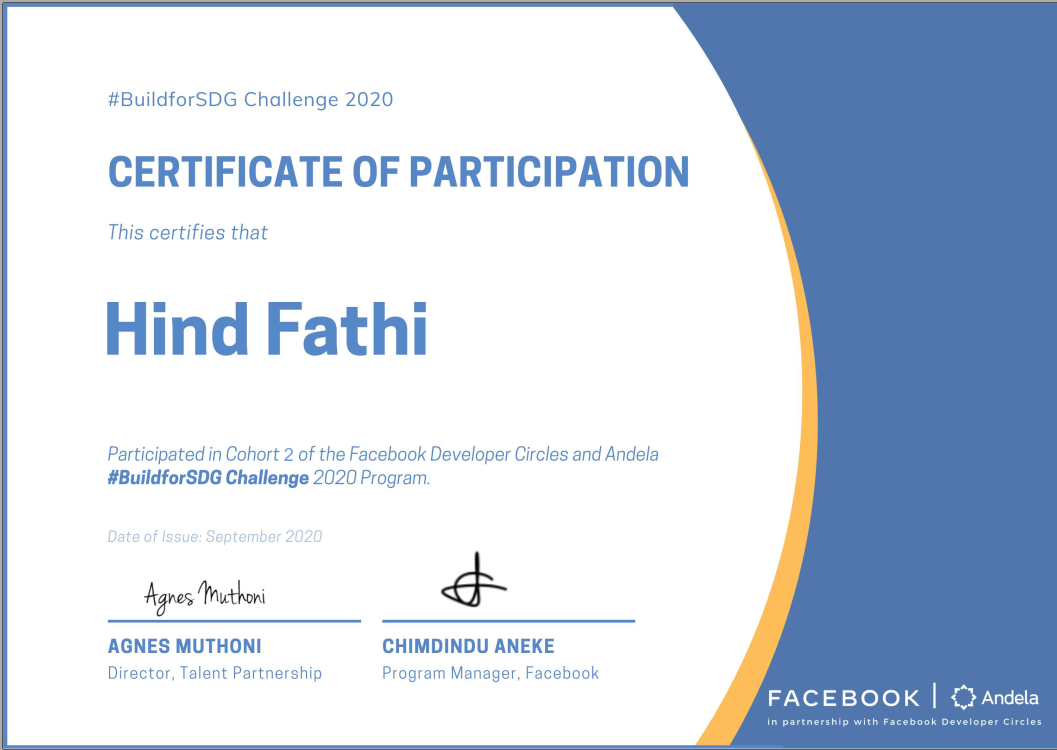 #BuildforSDG Challenge 2020
CERTIFICATE OF PARTICIPATION
This certifies that
Hind Fathi
Participated in Cohort 2 of the Facebook Developer Circles and Andela
#BuildforSDG Challenge 2020 Program.
Date of Issue: September 2020
Agnes Muthoni
AGNES MUTHONI
Director, Talent Partnership
CHIMDINDU ANEKE
Program Manager, Facebook
FACEBOOK | Andela
in partnership with Facebook Developer Circles